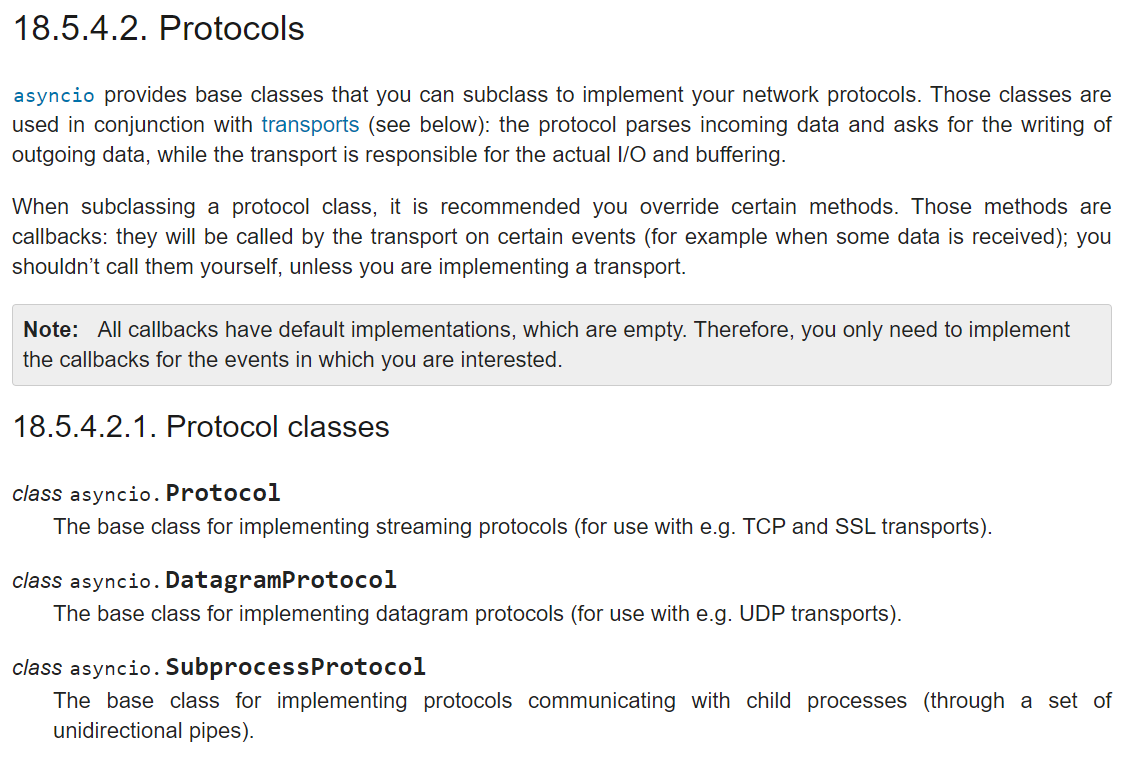 18.5.4.2. Protocols
asyncio provides base classes that you can subclass to implement your network protocols. Those classes are
used in conjunction with transports (see below): the protocol parses incoming data and asks for the writing of
outgoing data, while the transport is responsible for the actual I/O and buffering.
When subclassing a protocol class, it is recommended you override certain methods. Those methods are
callbacks: they will be called by the transport on certain events (for example when some data is received); you
shouldn’t call them yourself, unless you are implementing a transport.
Note: All callbacks have default implementations, which are empty. Therefore, you only need to implement
the callbacks for the events in which you are interested.
18.5.4.2.1. Protocol classes
class asyncio.Protocol
The base class for implementing streaming protocols (for use with e.g. TCP and SSL transports).
class asyncio.DatagramProtocol
The base class for implementing datagram protocols (for use with e.g. UDP transports).
class asyncio.SubprocessProtocol
The base class for implementing protocols communicating with child processes (through a set of
unidirectional pipes).